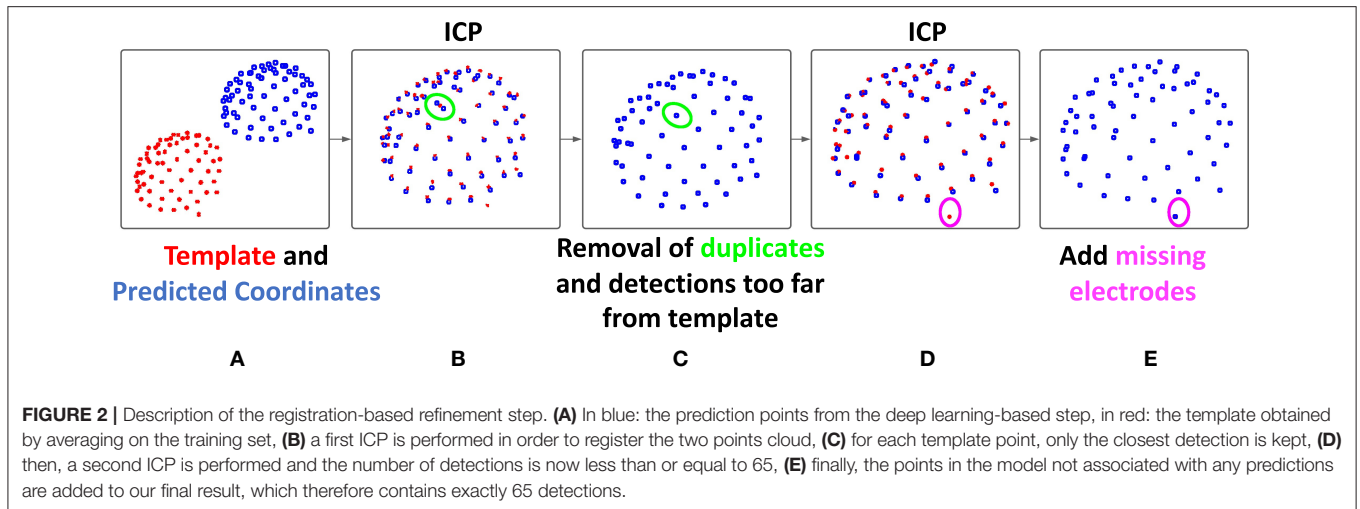 ICP
ICP
Template and
Predicted Coordinates
Removal of duplicates
and detections too far
from template
Add missing
electrodes
A
B
C
D
E
FIGURE 2 | Description of the registration-based refinement step. (A) In blue: the prediction points from the deep learning-based step, in red: the template obtained
by averaging on the training set, (B) a first ICP is performed in order to register the two points cloud, (C) for each template point, only the closest detection is kept, (D)
then, a second ICP is performed and the number of detections is now less than or equal to 65, (E) finally, the points in the model not associated with any predictions
are added to our final result, which therefore contains exactly 65 detections.